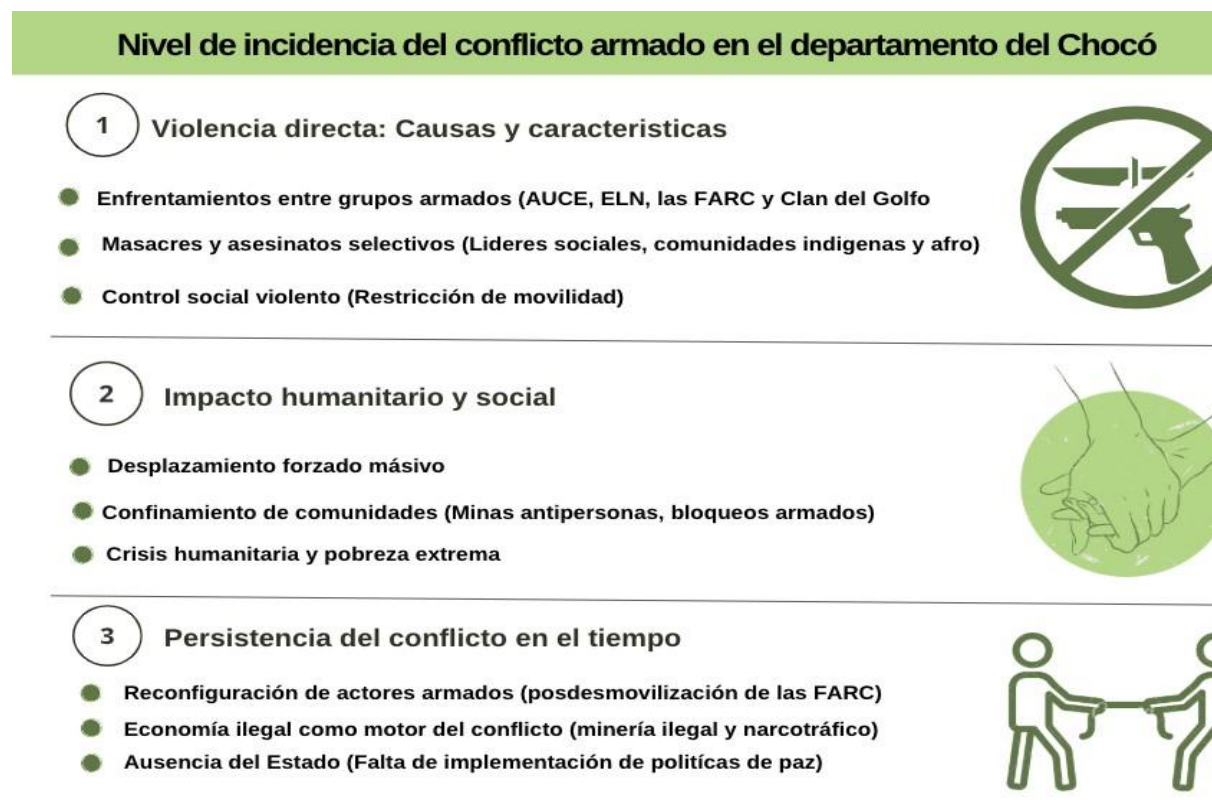 Nivel de incidencia del conflicto armado en el departamento del Chocó
1
Violencia directa: Causas y caracteristicas
Enfrentamientos entre grupos armados (AUCE, ELN, las FARC y Clan del Golfo
Masacres y asesinatos selectivos (Lideres sociales, comunidades indigenas y afro)
Control social violento (Restricción de movilidad)
2
Impacto humanitario y social
Desplazamiento forzado másivo
Confinamiento de comunidades (Minas antipersonas, bloqueos armados)
Crisis humanitaria y pobreza extrema
3
Persistencia del conflicto en el tiempo
Reconfiguración de actores armados (posdesmovilización de las FARC)
Economía ilegal como motor del conflicto (minería ilegal y narcotráfico)
Ausencia del Estado (Falta de implementación de politícas de paz)